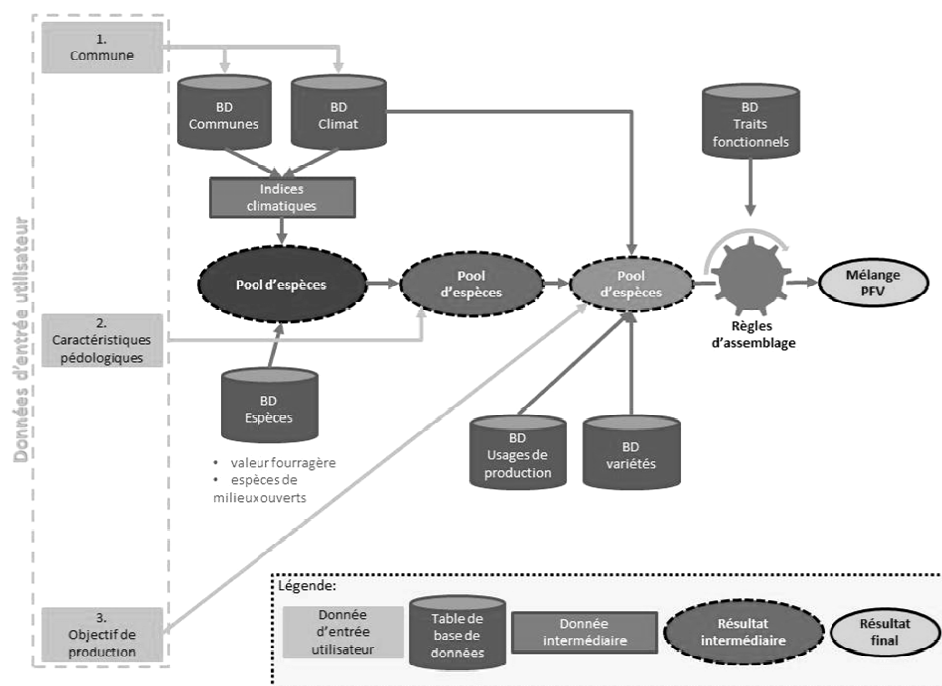 Données d'entrée utilisateur
1.
Commune
BD
Communes
BD
Climat
BD
Traits
fonctionnels
Indices
climatiques
Pool d'espèces
Pool
d'espèces
Pool
d'espèces
Règles
d'assemblage
Mélange
PFV
2.
Caractéristiques
pédologiques
BD
Espèces
• valeur fourragère
• espèces de
milieux ouverts
BD
Usages de
production
BD
variétés
3.
Objectif de
production
Légende:
Donnée
d'entrée
utilisateur
Table de
base de
données
Donnée
intermédiaire
Résultat
intermédiaire
Résultat
final